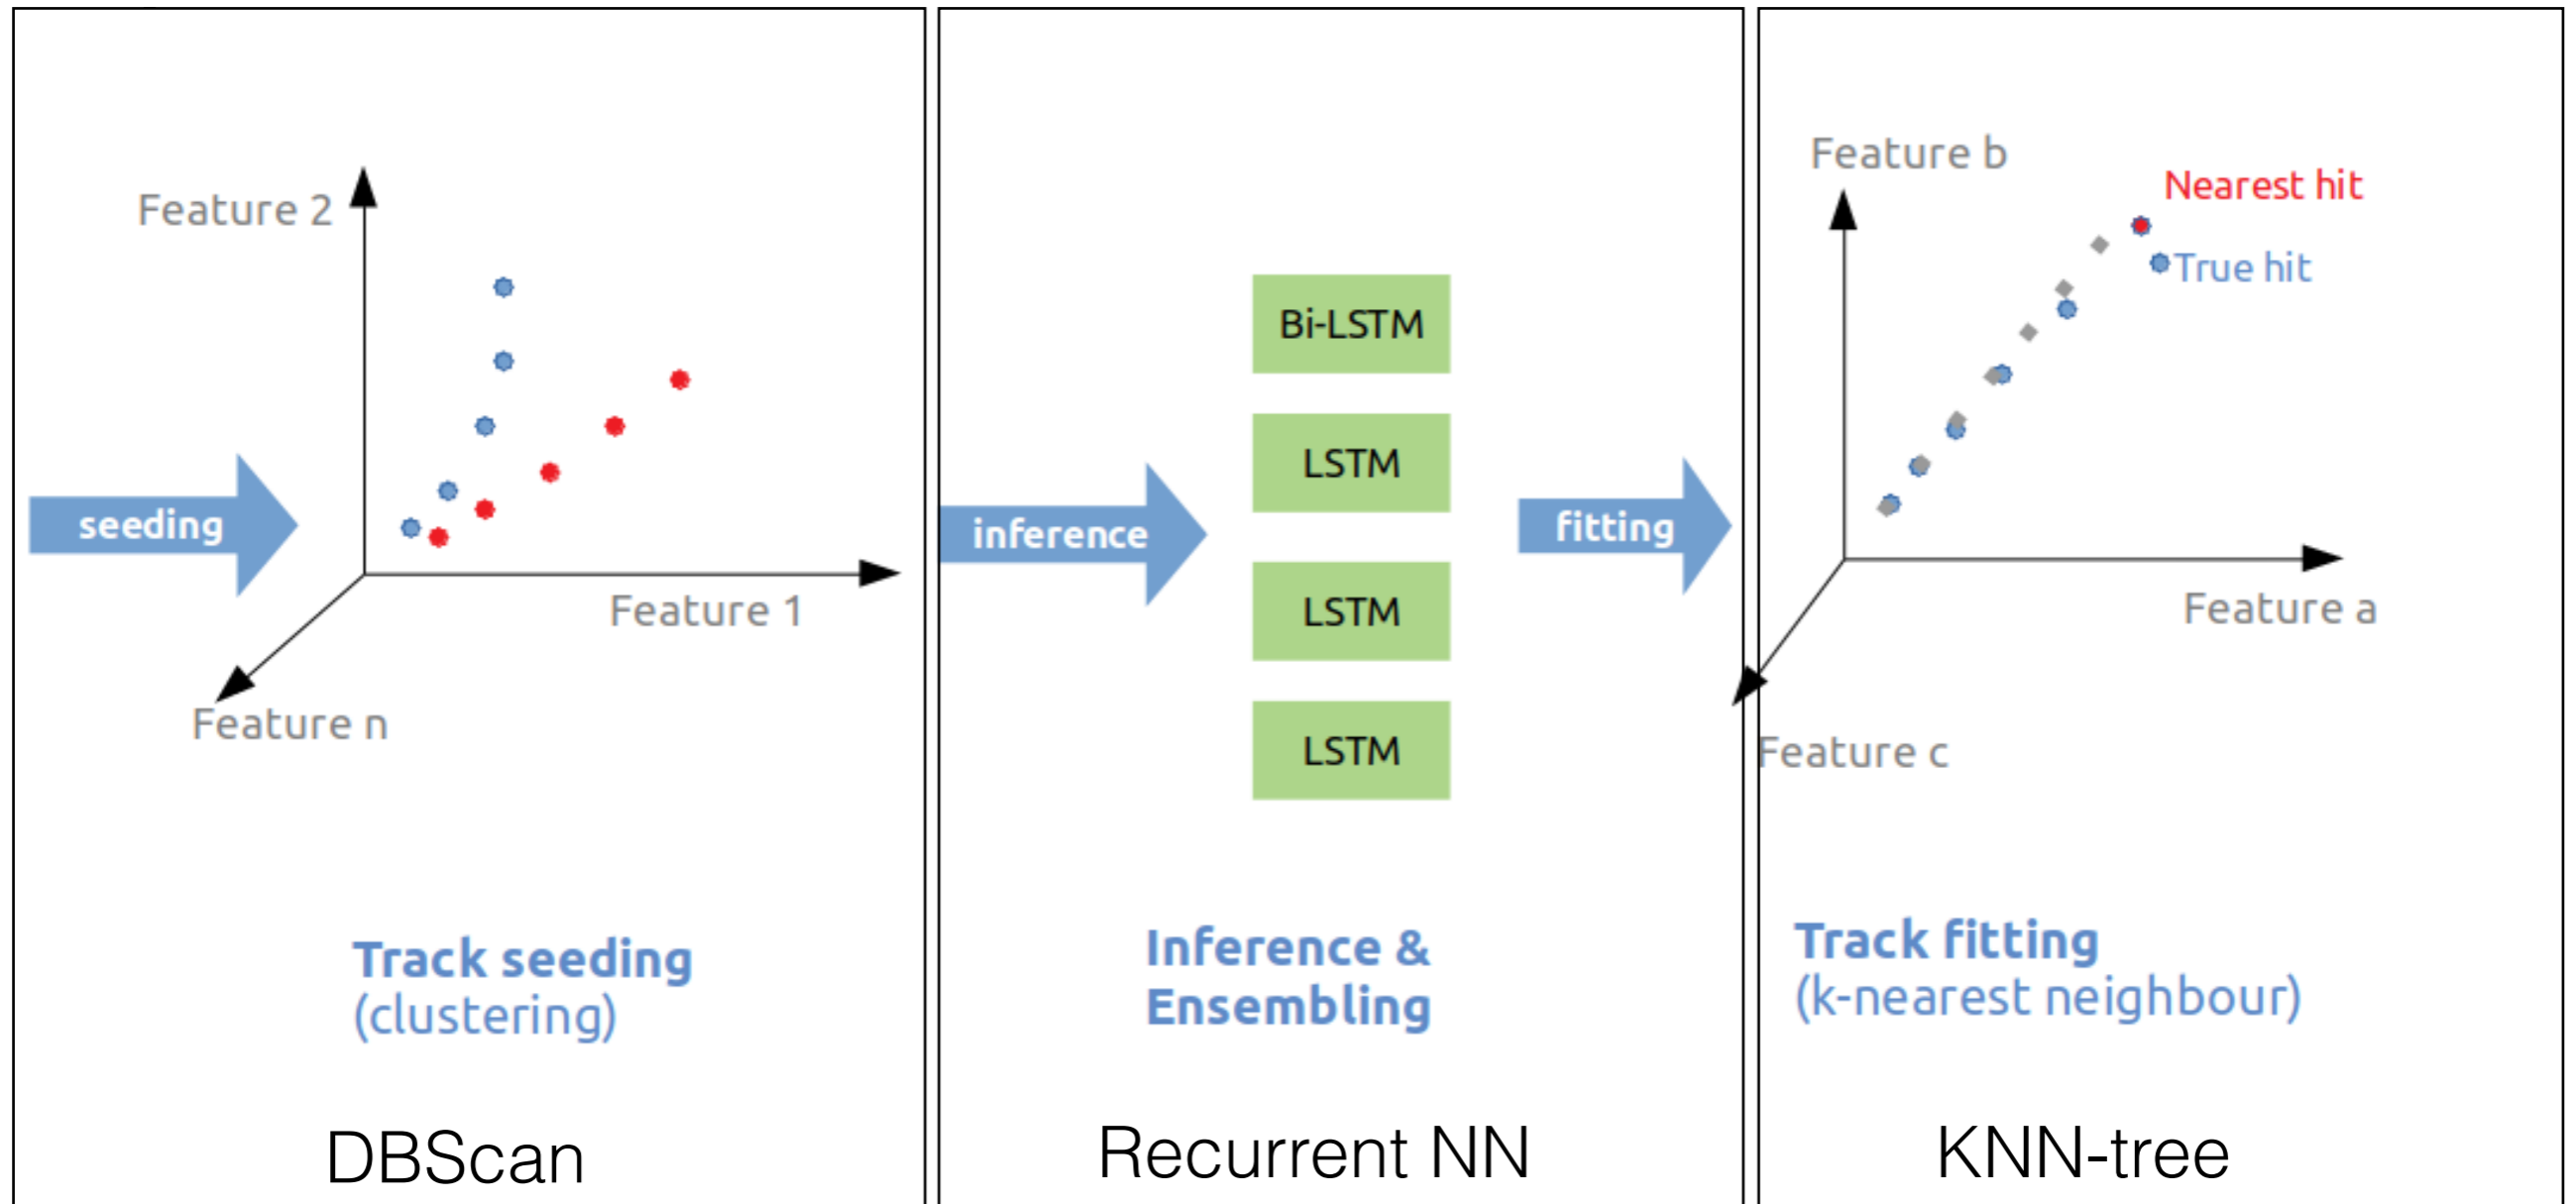 Feature 2
seeding
Feature 1
Feature n
Track seeding
(clustering)
DBScan
inference
Bi-LSTM
LSTM
LSTM
LSTM
fitting
Inference &
Ensembling
Recurrent NN
Feature b
Nearest hit
True hit
Feature a
Feature c
Track fitting
(k-nearest neighbour)
KNN-tree